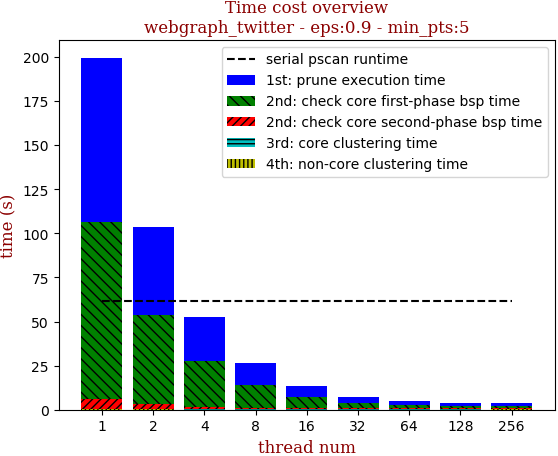 Time cost overview
webgraph_twitter - eps:0.9 - min_pts:5
serial pscan runtime
1st: prune execution time
2nd: check core first-phase bsp time
2nd: check core second-phase bsp time
3rd: core clustering time
4th: non-core clustering time
time (s)
200
175
150
125
100
75
50
25
0
1 2 4 8 16 32 64 128 256
thread num